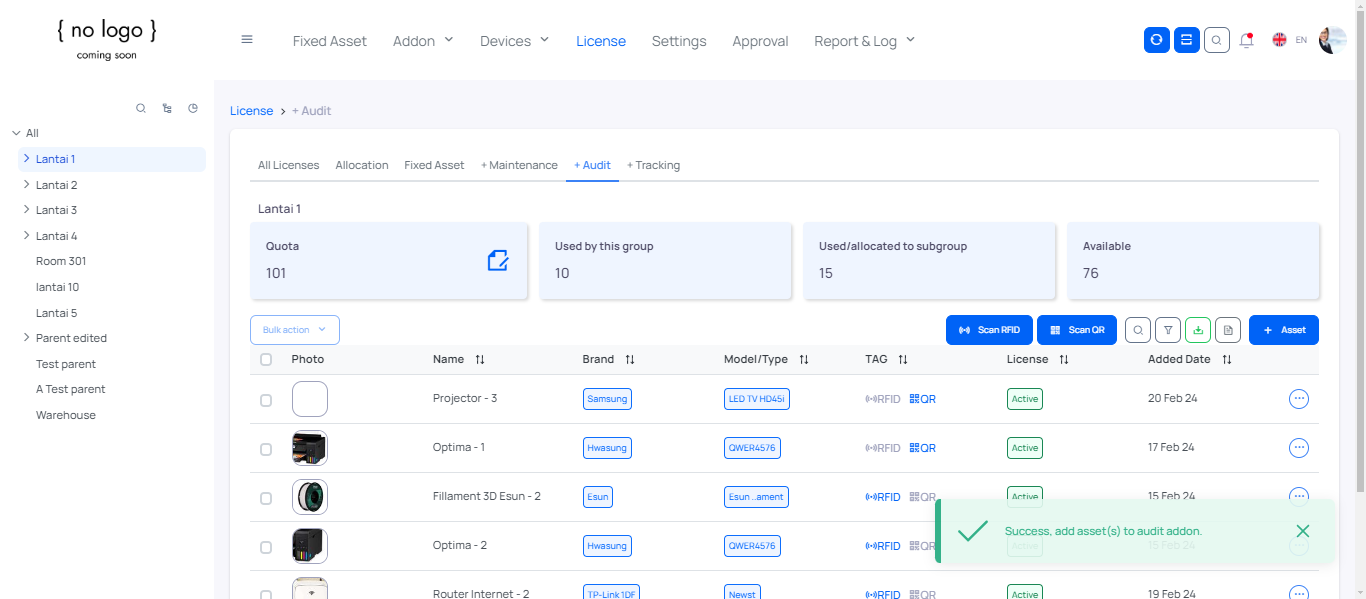 { no logo }
coming soon
Fixed Asset Addon Devices License Settings Approval Report & Log EN
License > + Audit
All
Lantai 1
Lantai 2
Lantai 3
Lantai 4
Room 301
lantai 10
Lantai 5
Parent edited
Test parent
A Test parent
Warehouse
All Licenses Allocation Fixed Asset + Maintenance + Audit + Tracking
Lantai 1
Quota Used by this group Used/allocated to subgroup Available
101 10 15 76
Bulk action Scan RFID Scan QR + Asset
Photo Name Brand Model/Type TAG License Added Date
Projector - 3 Samsung LED TV HD45i RFID QR Active 20 Feb 24
Optima - 1 Hwasung QWER4576 RFID QR Active 17 Feb 24
Fillament 3D Esun - 2 Esun Esun ..ament RFID QR Active 15 Feb 24
Success, add asset(s) to audit addon.
Optima - 2 Hwasung QWER4576 RFID QR Active 15 Feb 24
Router Internet - 2 TP-Link 1DF Newst RFID QR Active 19 Feb 24